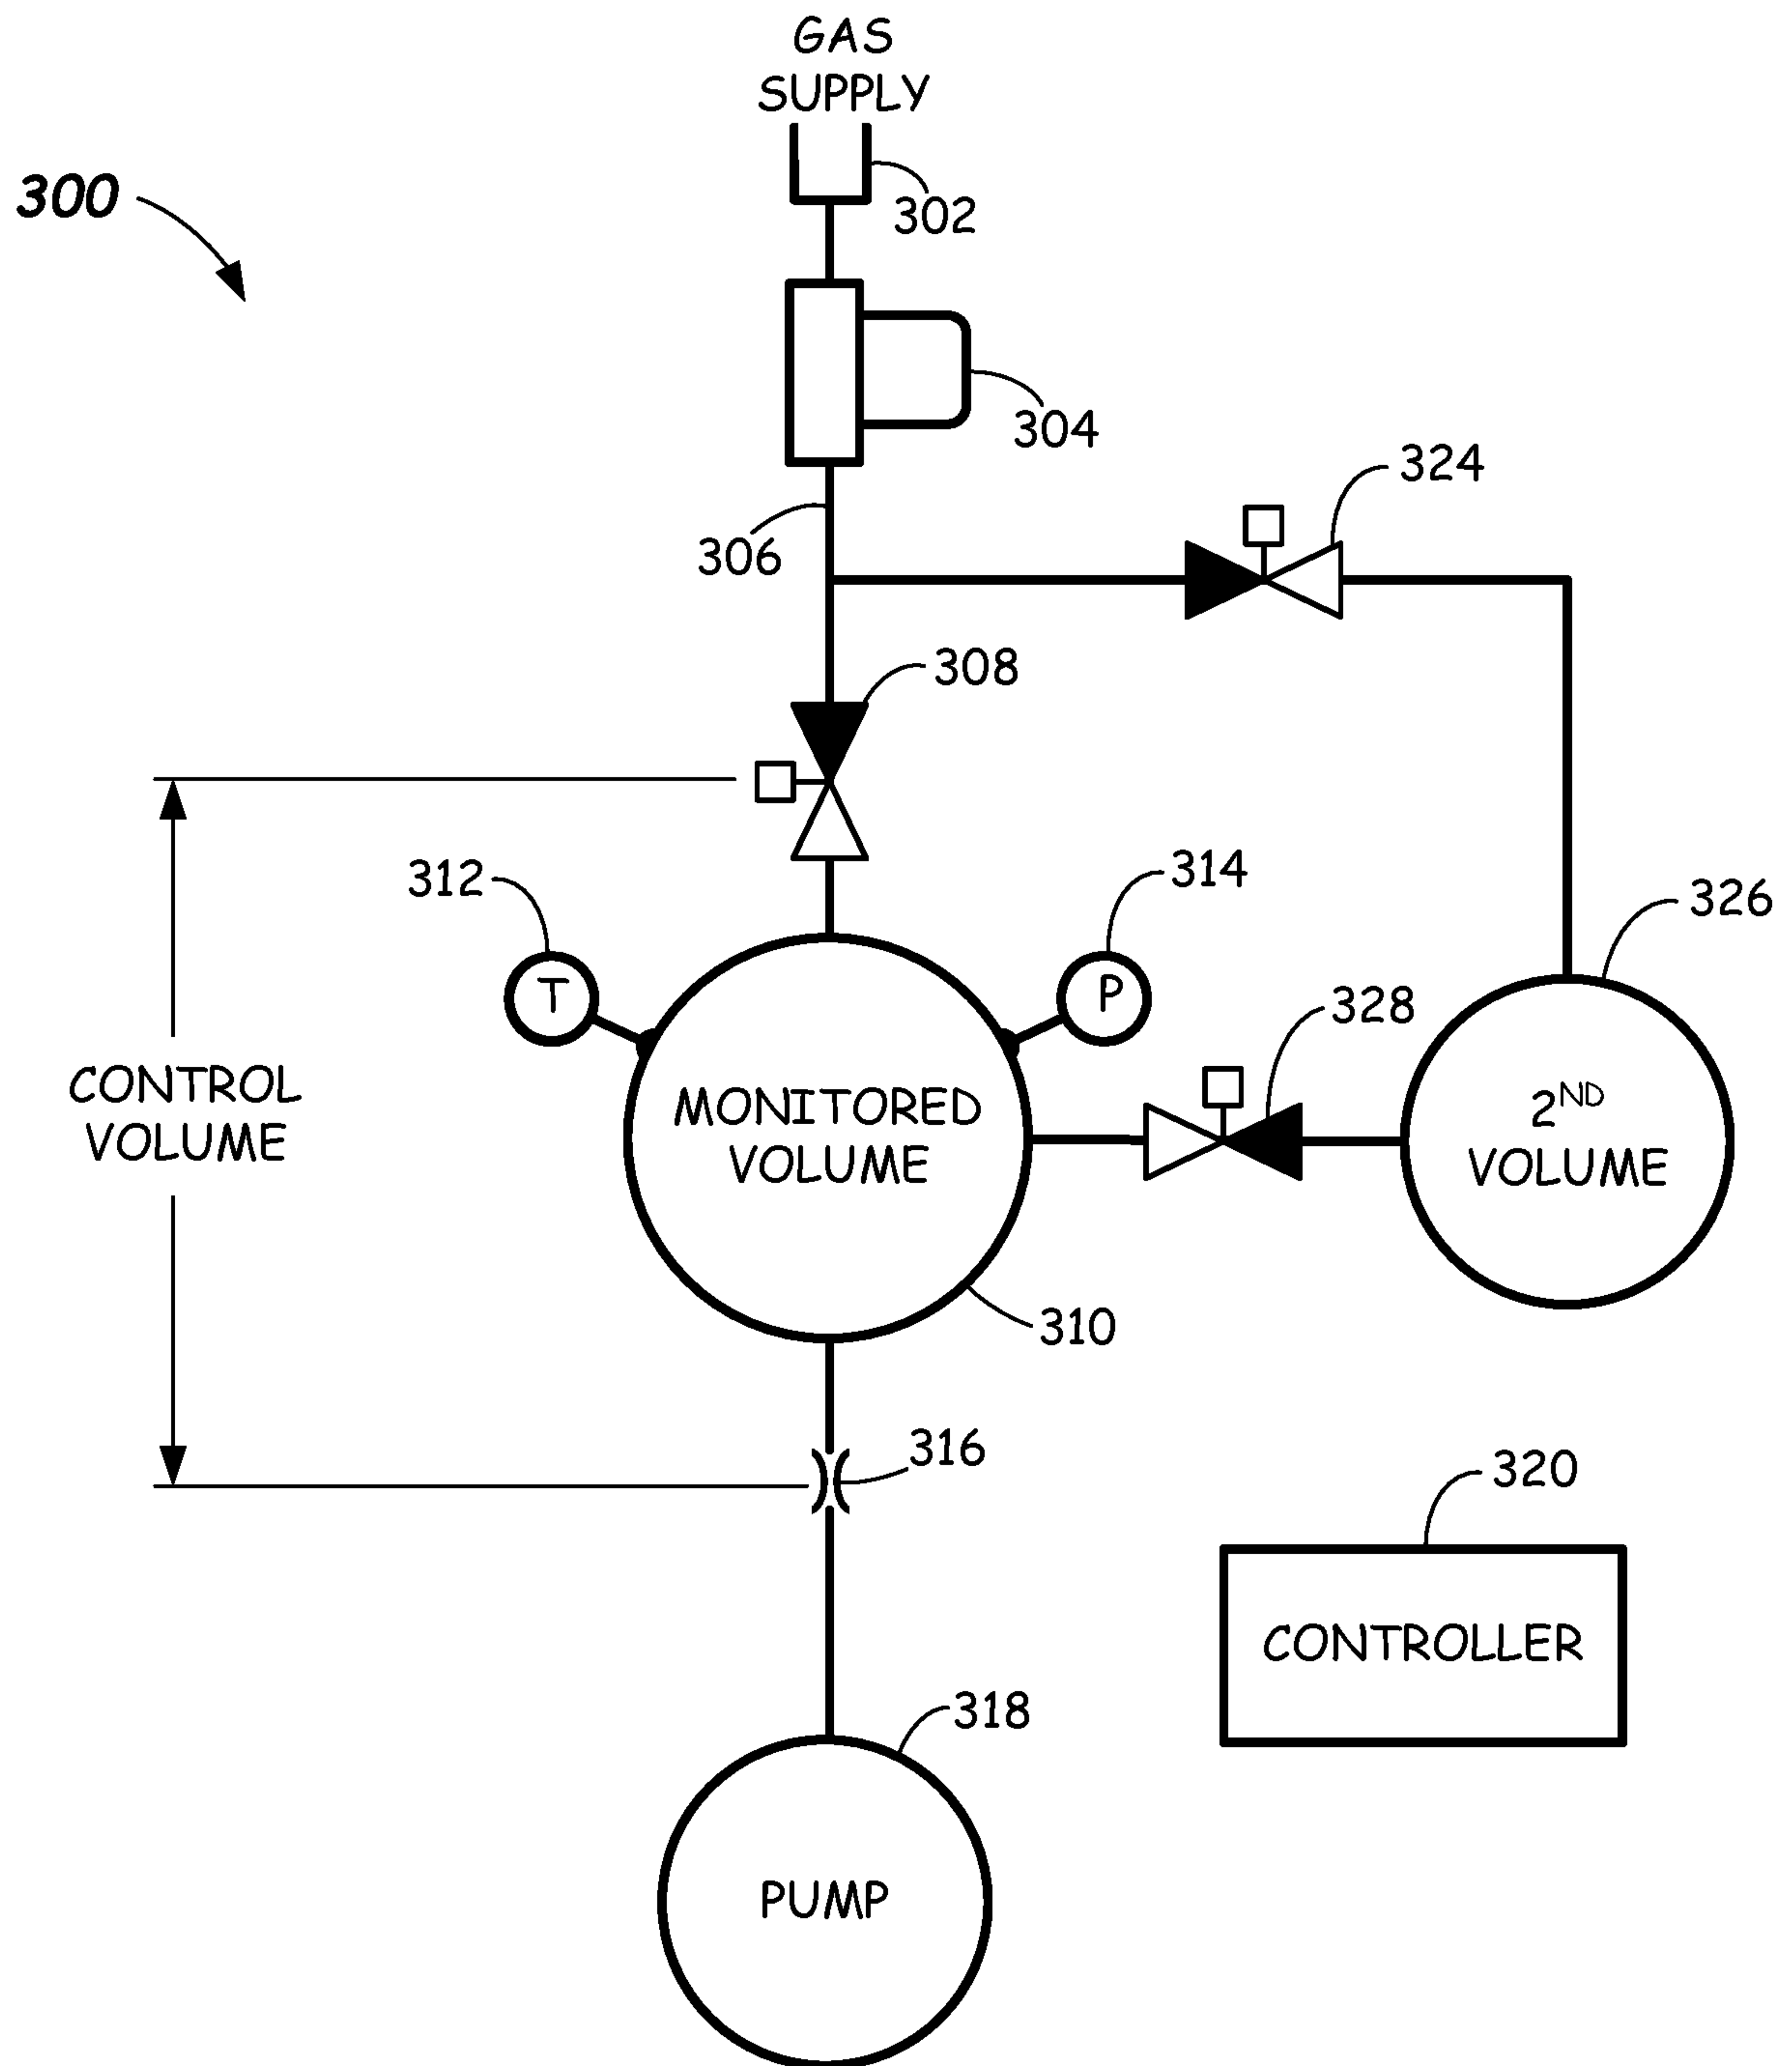 GAS
SUPPLY
300
302
304
324
306
308
312
314
326
328
T
P
CONTROL
VOLUME
MONITORED
VOLUME
2ND
VOLUME
310
316
320
CONTROLLER
318
PUMP